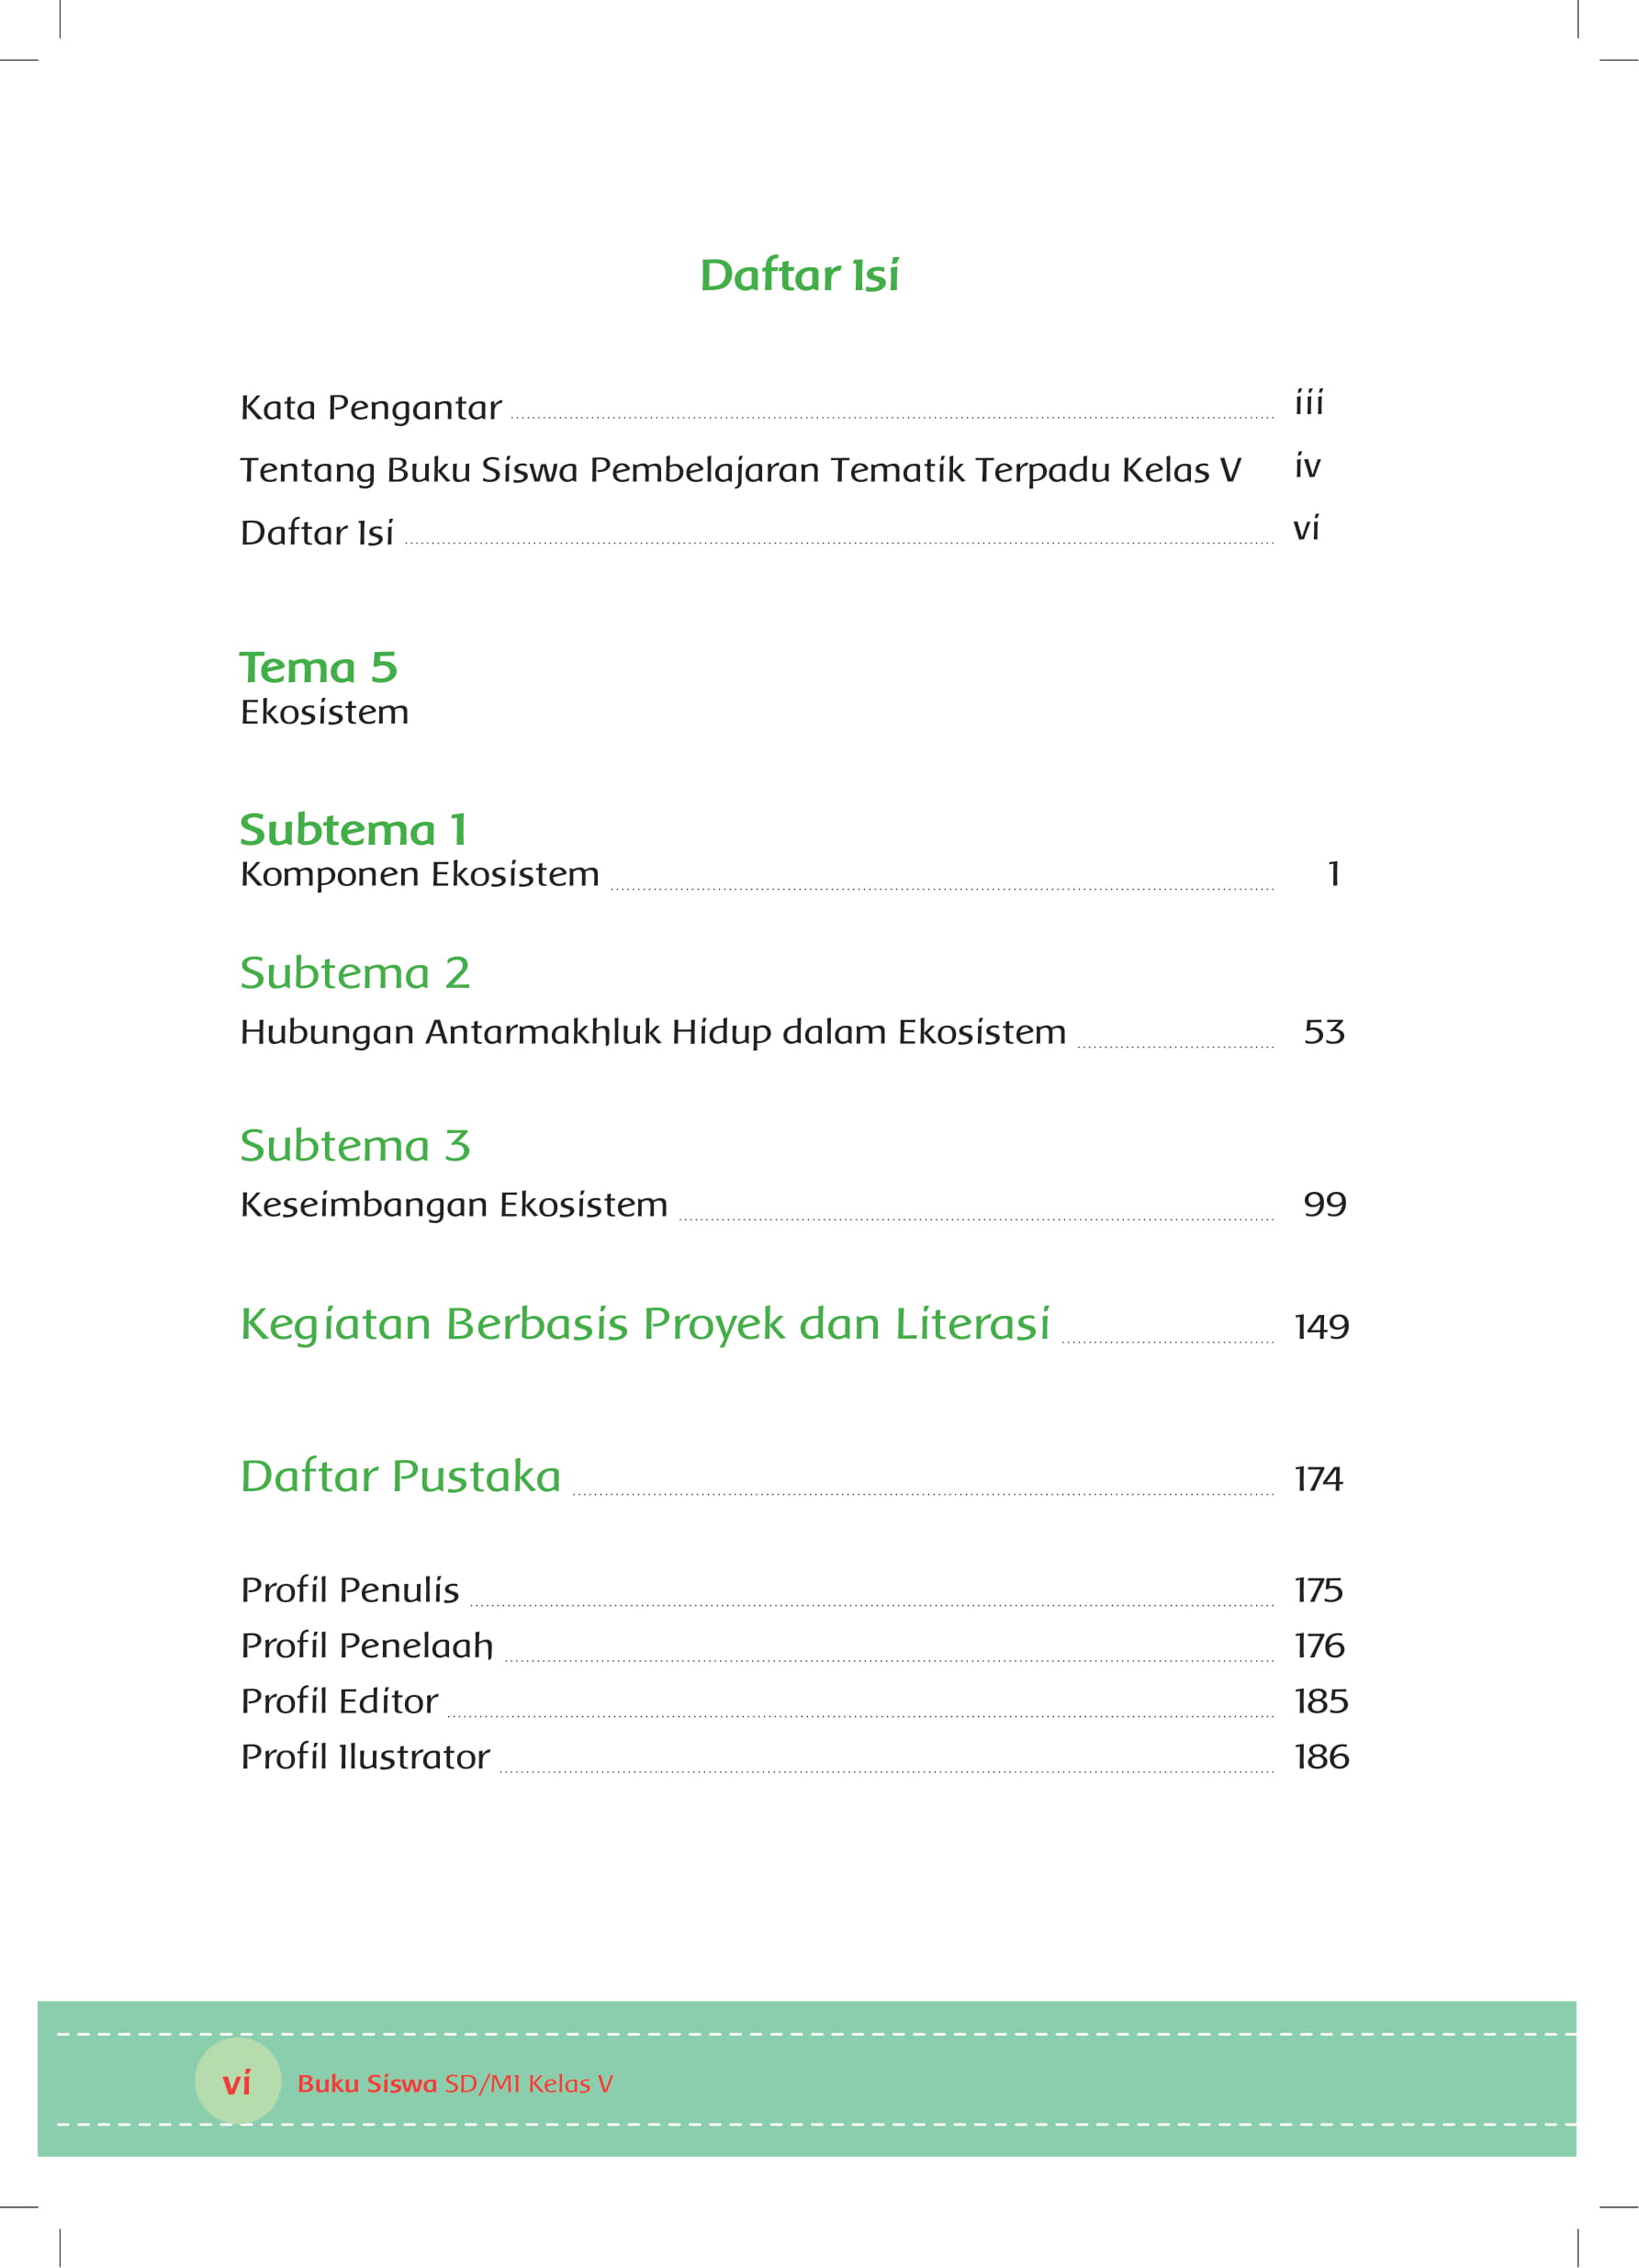 Daftar Isi
Kata Pengantar iii
Tentang Buku Siswa Pembelajaran Tematik Terpadu Kelas V iv
Daftar Isi vi
Tema 5
Ekosistem
Subtema 1
Komponen Ekosistem 1
Subtema 2
Hubungan Antarmakhluk Hidup dalam Ekosistem 53
Subtema 3
Keseimbangan Ekosistem 99
Kegiatan Berbasis Proyek dan Literasi 149
Daftar Pustaka 174
Profil Penulis 175
Profil Penelaah 176
Profil Editor 185
Profil Ilustrator 186
vi Buku Siswa SD/MI Kelas V